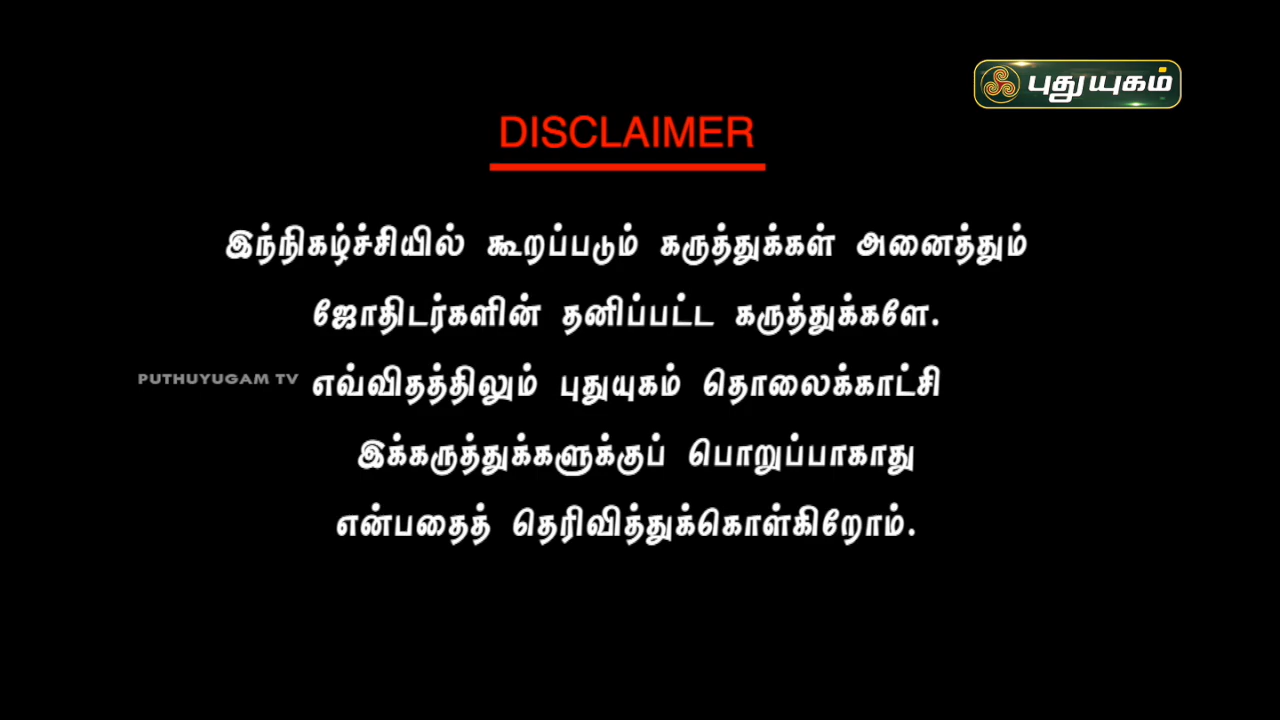 புதுயுகம்
DISCLAIMER
இந்நிகழ்ச்சியில் கூறப்படும் கருத்துக்கள் அனைத்தும்
ஜோதிடர்களின் தனிப்பட்ட கருத்துக்களே.
PUTHUYUGAM TV
எவ்விதத்திலும் புதுயுகம் தொலைக்காட்சி
இக்கருத்துக்களுக்குப் பொறுப்பாகாது
என்பதைத் தெரிவித்துக்கொள்கிறோம்.